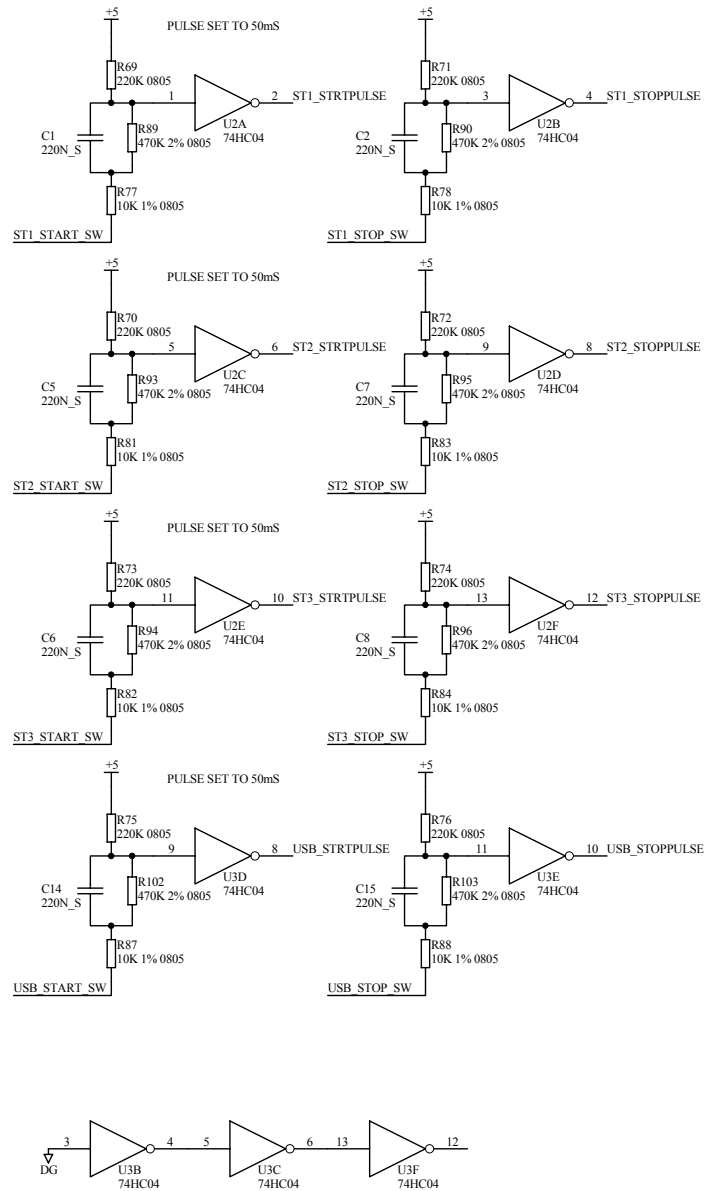 +5
PULSE SET TO 50mS
+5
R69
220K 0805
R71
220K 0805
1
2
ST1_STRTPULSE
3
4
ST1_STOPPULSE
C1
220N_S
R89
470K 2% 0805
U2A
74HC04
C2
220N_S
R90
470K 2% 0805
U2B
74HC04
R77
10K 1% 0805
R78
10K 1% 0805
ST1_START_SW
ST1_STOP_SW
+5
PULSE SET TO 50mS
+5
R70
220K 0805
R72
220K 0805
5
6
ST2_STRTPULSE
9
8
ST2_STOPPULSE
C5
220N_S
R93
470K 2% 0805
U2C
74HC04
C7
220N_S
R95
470K 2% 0805
U2D
74HC04
R81
10K 1% 0805
R83
10K 1% 0805
ST2_START_SW
ST2_STOP_SW
+5
PULSE SET TO 50mS
+5
R73
220K 0805
R74
220K 0805
11
10
ST3_STRTPULSE
13
12
ST3_STOPPULSE
C6
220N_S
R94
470K 2% 0805
U2E
74HC04
C8
220N_S
R96
470K 2% 0805
U2F
74HC04
R82
10K 1% 0805
R84
10K 1% 0805
ST3_START_SW
ST3_STOP_SW
+5
PULSE SET TO 50mS
+5
R75
220K 0805
R76
220K 0805
9
8
USB_STRTPULSE
11
10
USB_STOPPULSE
C14
220N_S
R102
470K 2% 0805
U3D
74HC04
C15
220N_S
R103
470K 2% 0805
U3E
74HC04
R87
10K 1% 0805
R88
10K 1% 0805
USB_START_SW
USB_STOP_SW
DG
3
4
5
6
13
12
U3B
74HC04
U3C
74HC04
U3F
74HC04